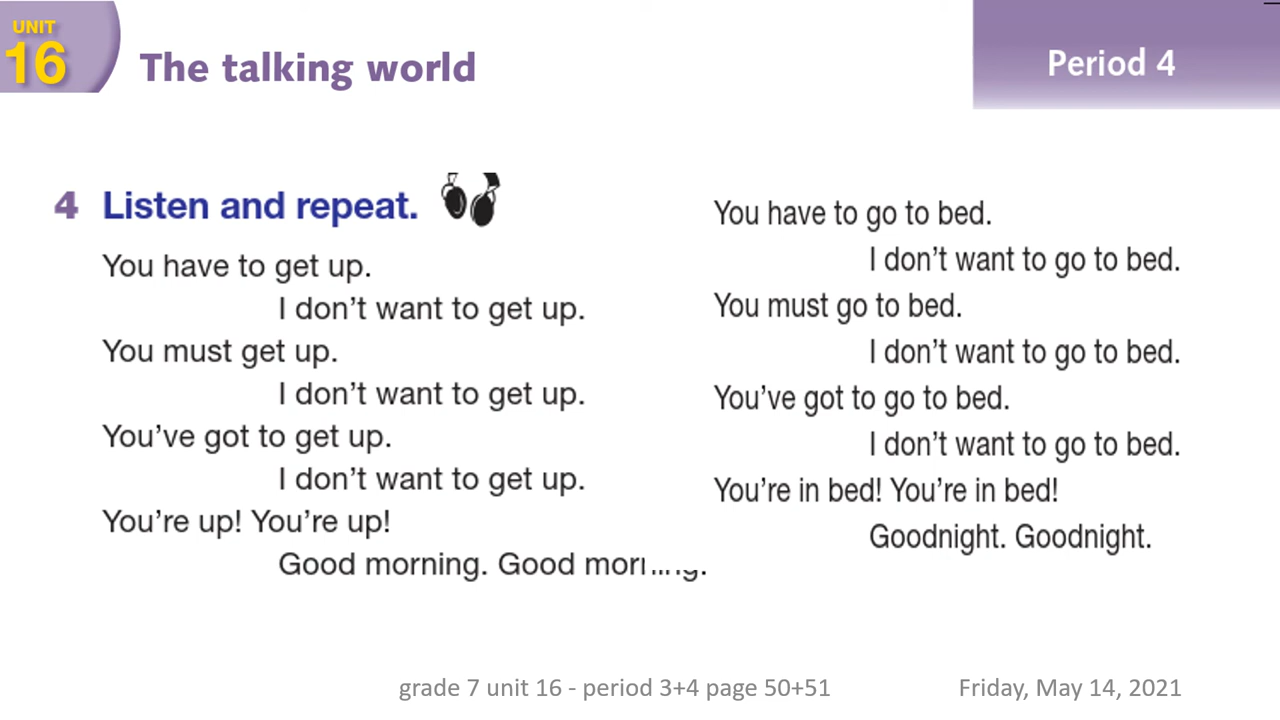 UNIT
16
The talking world
Period 4
4 Listen and repeat.
You have to get up.
I don't want to get up.
You must get up.
I don't want to get up.
You've got to get up.
I don't want to get up.
You're up! You're up!
Good morning. Good morning.
You have to go to bed.
I don't want to go to bed.
You must go to bed.
I don't want to go to bed.
You've got to go to bed.
I don't want to go to bed.
You're in bed! You're in bed!
Goodnight. Goodnight.
grade 7 unit 16 - period 3+4 page 50+51
Friday, May 14, 2021